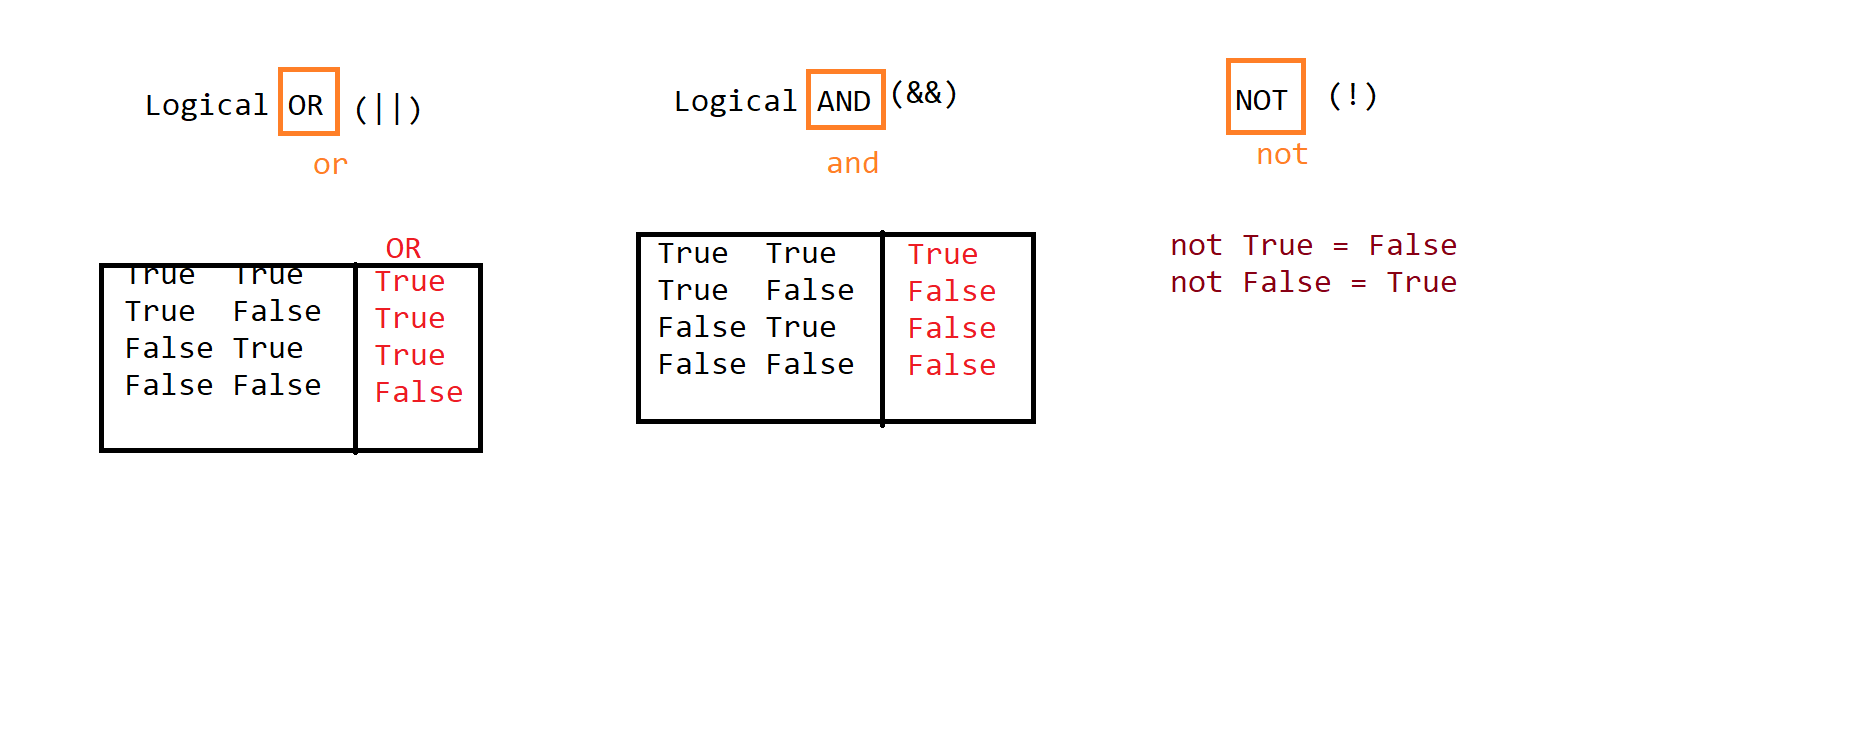 Logical OR (||)
or
OR
True True True
True False True
False True True
False False False
Logical AND (&&)
and
True True True
True False False
False True False
False False False
NOT (!)
not
not True = False
not False = True